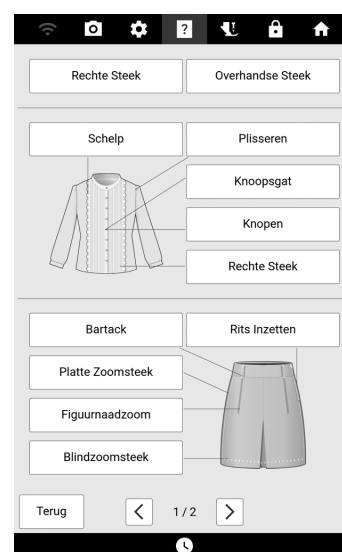 ?
Rechte Steek
Overhandse Steek
Schelp
Plisseren
Knoopsgat
Knopen
Rechte Steek
Bartack
Rits Inzetten
Platte Zoomsteek
Figuurnaadzoom
Blindzoomsteek
Terug
1 / 2